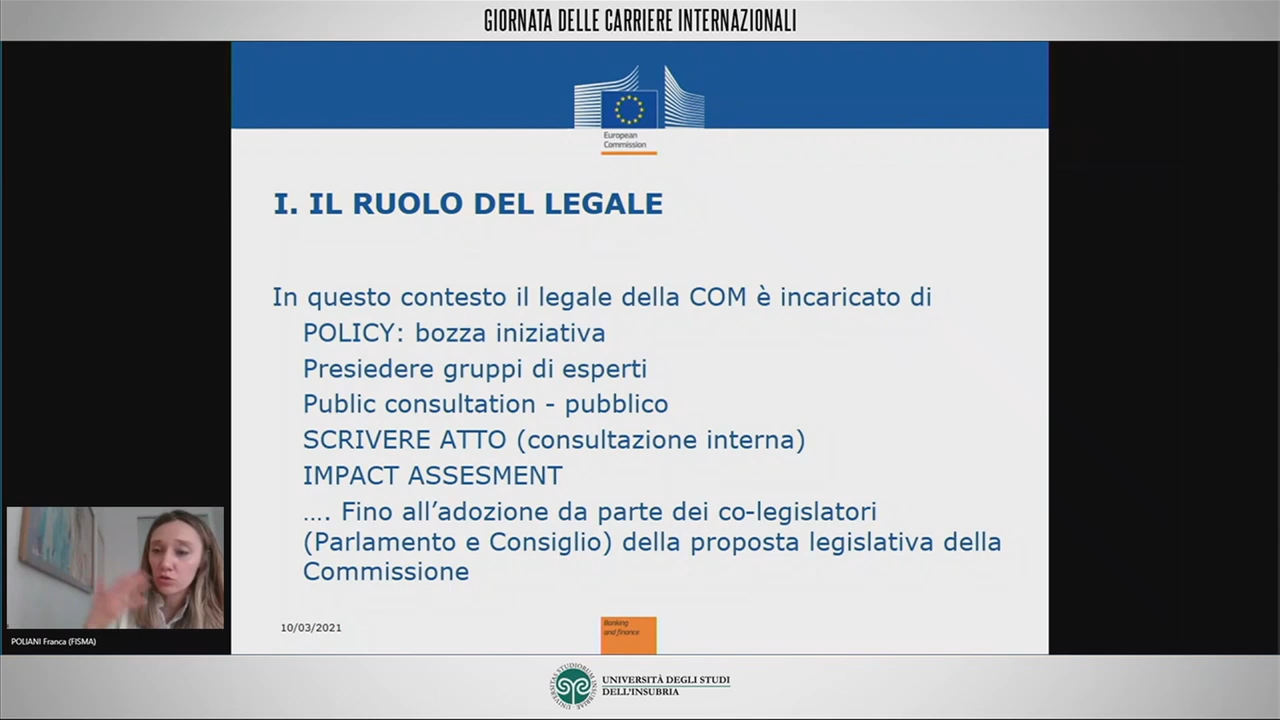 GIORNATA DELLE CARRIERE INTERNAZIONALI
European
Commission
I. IL RUOLO DEL LEGALE
In questo contesto il legale della COM è incaricato di
POLICY: bozza iniziativa
Presiedere gruppi di esperti
Public consultation - pubblico
SCRIVERE ATTO (consultazione interna)
IMPACT ASSESMENT
…. Fino all’adozione da parte dei co-legislatori
(Parlamento e Consiglio) della proposta legislativa della
Commissione
POLIANI Franca (FISMA)
10/03/2021
Banking
and finance
UNIVERSITÀ DEGLI STUDI
DELL'INSUBRIA